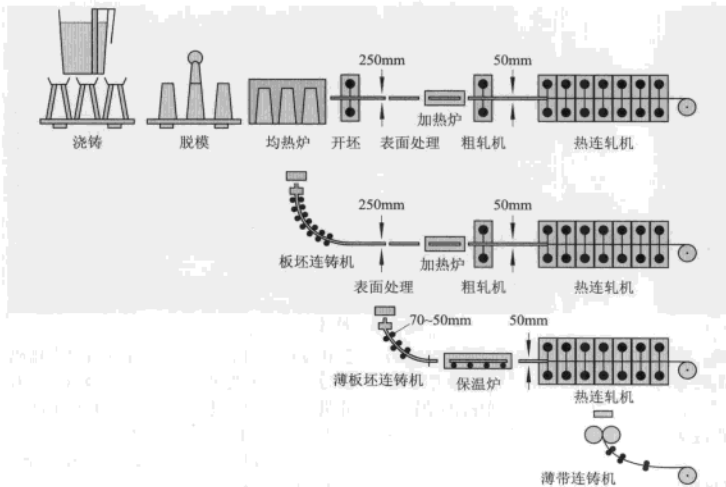 250mm
50mm
加热炉
浇铸 脱模 均热炉 开坯 表面处理 粗轧机 热连轧机
250mm
50mm
板坯连铸机 加热炉
表面处理 粗轧机 热连轧机
70~50mm
50mm
薄板坯连铸机 保温炉
热连轧机
薄带连铸机